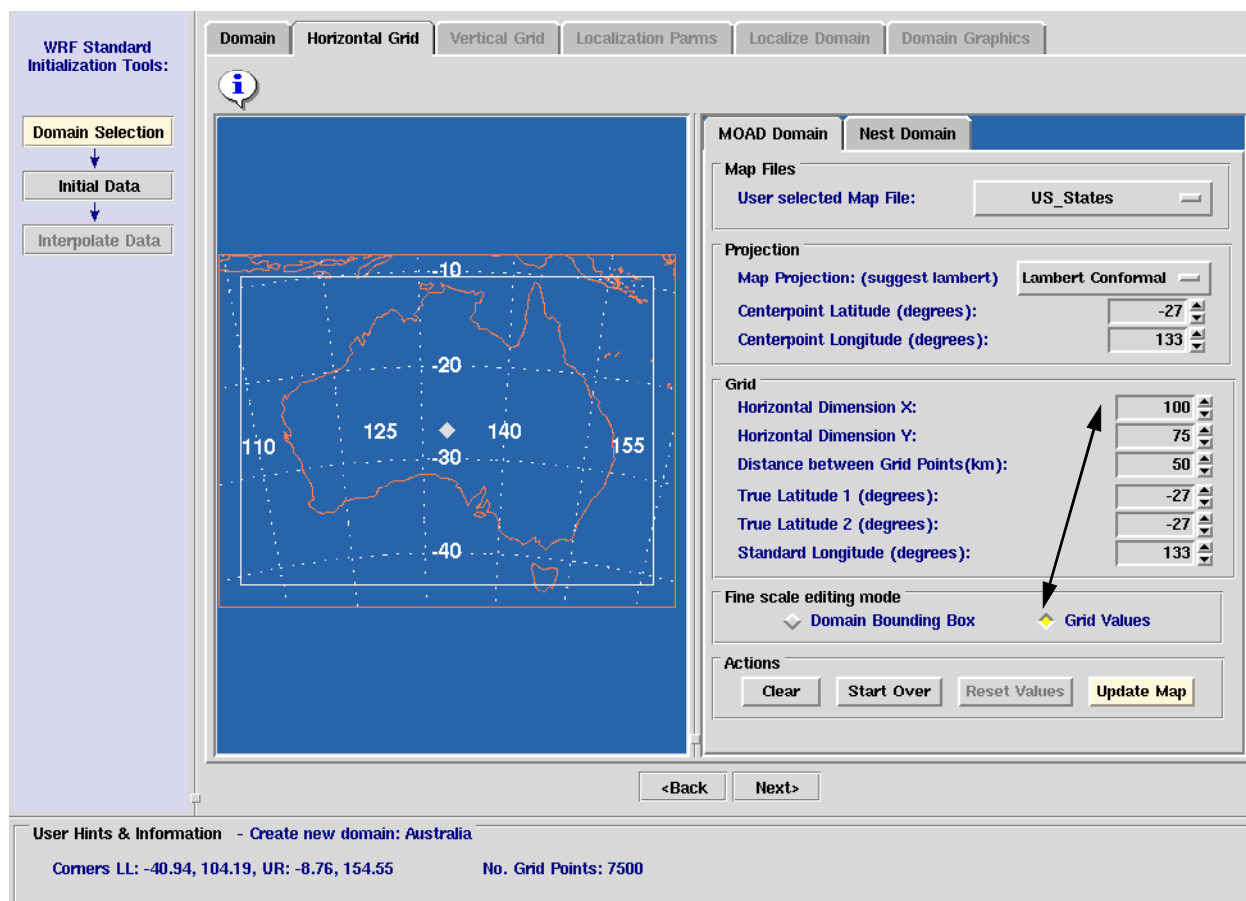 WRF Standard
Initialization Tools:
Domain Selection
Initial Data
Interpolate Data
Domain
Horizontal Grid
Vertical Grid
Localization Parms
Localize Domain
Domain Graphics
i
-10
-20
125
140
110
155
-30
-40
MOAD Domain
Nest Domain
Map Files
User selected Map File:
US_States
Projection
Map Projection: (suggest lambert)
Lambert Conformal
Centerpoint Latitude (degrees):
-27
Centerpoint Longitude (degrees):
133
Grid
Horizontal Dimension X:
100
Horizontal Dimension Y:
75
Distance between Grid Points(km):
50
True Latitude 1 (degrees):
-27
True Latitude 2 (degrees):
-27
Standard Longitude (degrees):
133
Fine scale editing mode
Domain Bounding Box
Grid Values
Actions
Clear
Start Over
Reset Values
Update Map
<Back
Next>
User Hints & Information - Create new domain: Australia
Corners LL: -40.94, 104.19, UR: -8.76, 154.55
No. Grid Points: 7500